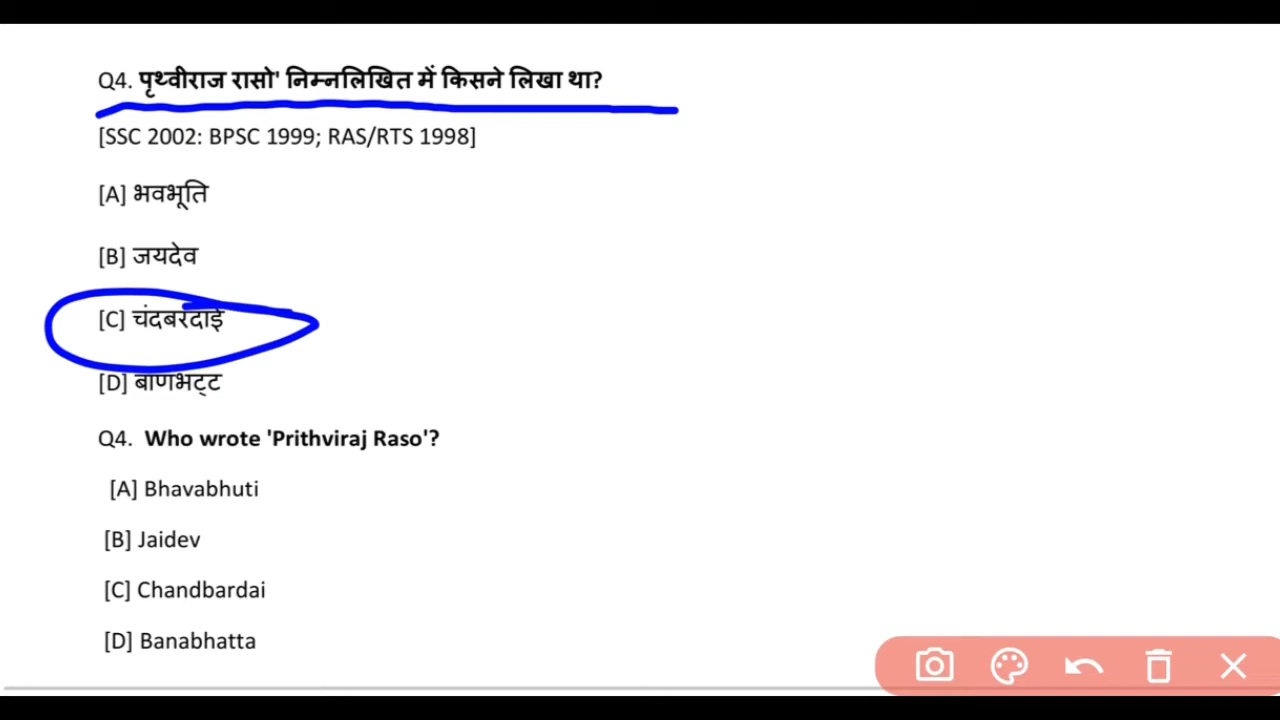 Q4. पृथ्वीराज रासो' निम्नलिखित में किसने लिखा था?
[SSC 2002: BPSC 1999; RAS/RTS 1998]
[A] भवभूति
[B] जयदेव
[C] चंदबरदाई
[D] बाणभट्ट
Q4. Who wrote 'Prithviraj Raso'?
[A] Bhavabhuti
[B] Jaidev
[C] Chandbardai
[D] Banabhatta